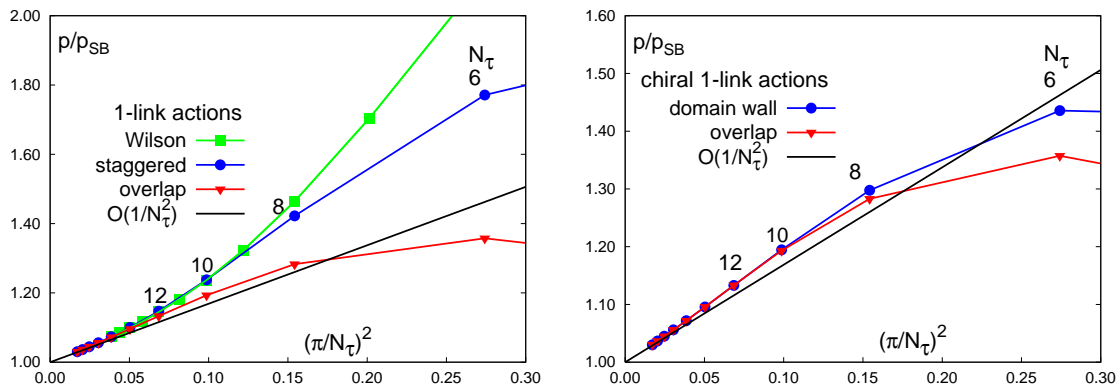 2.00
p/p_SB
N_τ
6
1.80
1-link actions
Wilson
staggered
overlap
O(1/N_τ^2)
1.60
8
1.40
10
1.20
12
(π/N_τ)^2
1.00
0.00 0.05 0.10 0.15 0.20 0.25 0.30
1.60
p/p_SB
N_τ
6
1.50
chiral 1-link actions
domain wall
overlap
O(1/N_τ^2)
1.40
8
1.30
10
1.20
12
1.10
(π/N_τ)^2
1.00
0.00 0.05 0.10 0.15 0.20 0.25 0.30